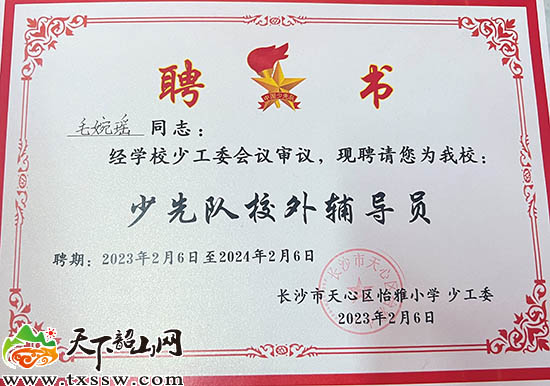 聘 书
毛婉瑶 同志：
经学校少工委会议审议，现聘请您为我校：
少先队校外辅导员
聘期：2023年2月6日至2024年2月6日
长沙市天心区怡雅小学 少工委
2023年2月6日
天下韶山网
www.txssw.com